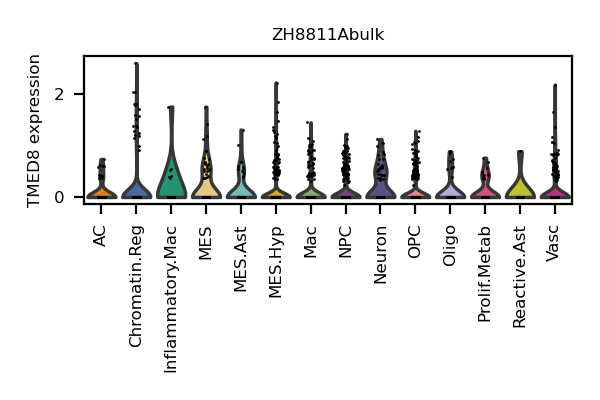 ZH8811Abulk
TMED8 expression
2
0
AC
Chromatin.Reg
Inflammatory.Mac
MES
MES.Ast
MES.Hyp
Mac
NPC
Neuron
OPC
Oligo
Prolif.Metab
Reactive.Ast
Vasc